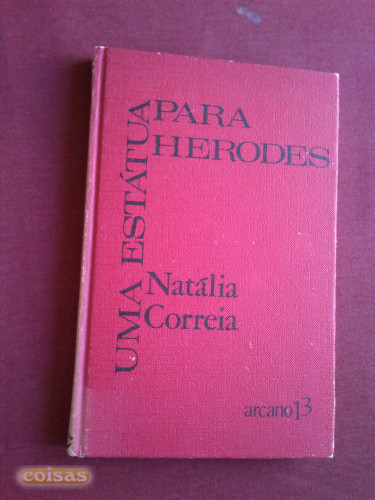 UMA ESTÁTUA
PARA
HERODES
Natália
Correia
arcano13
coisas